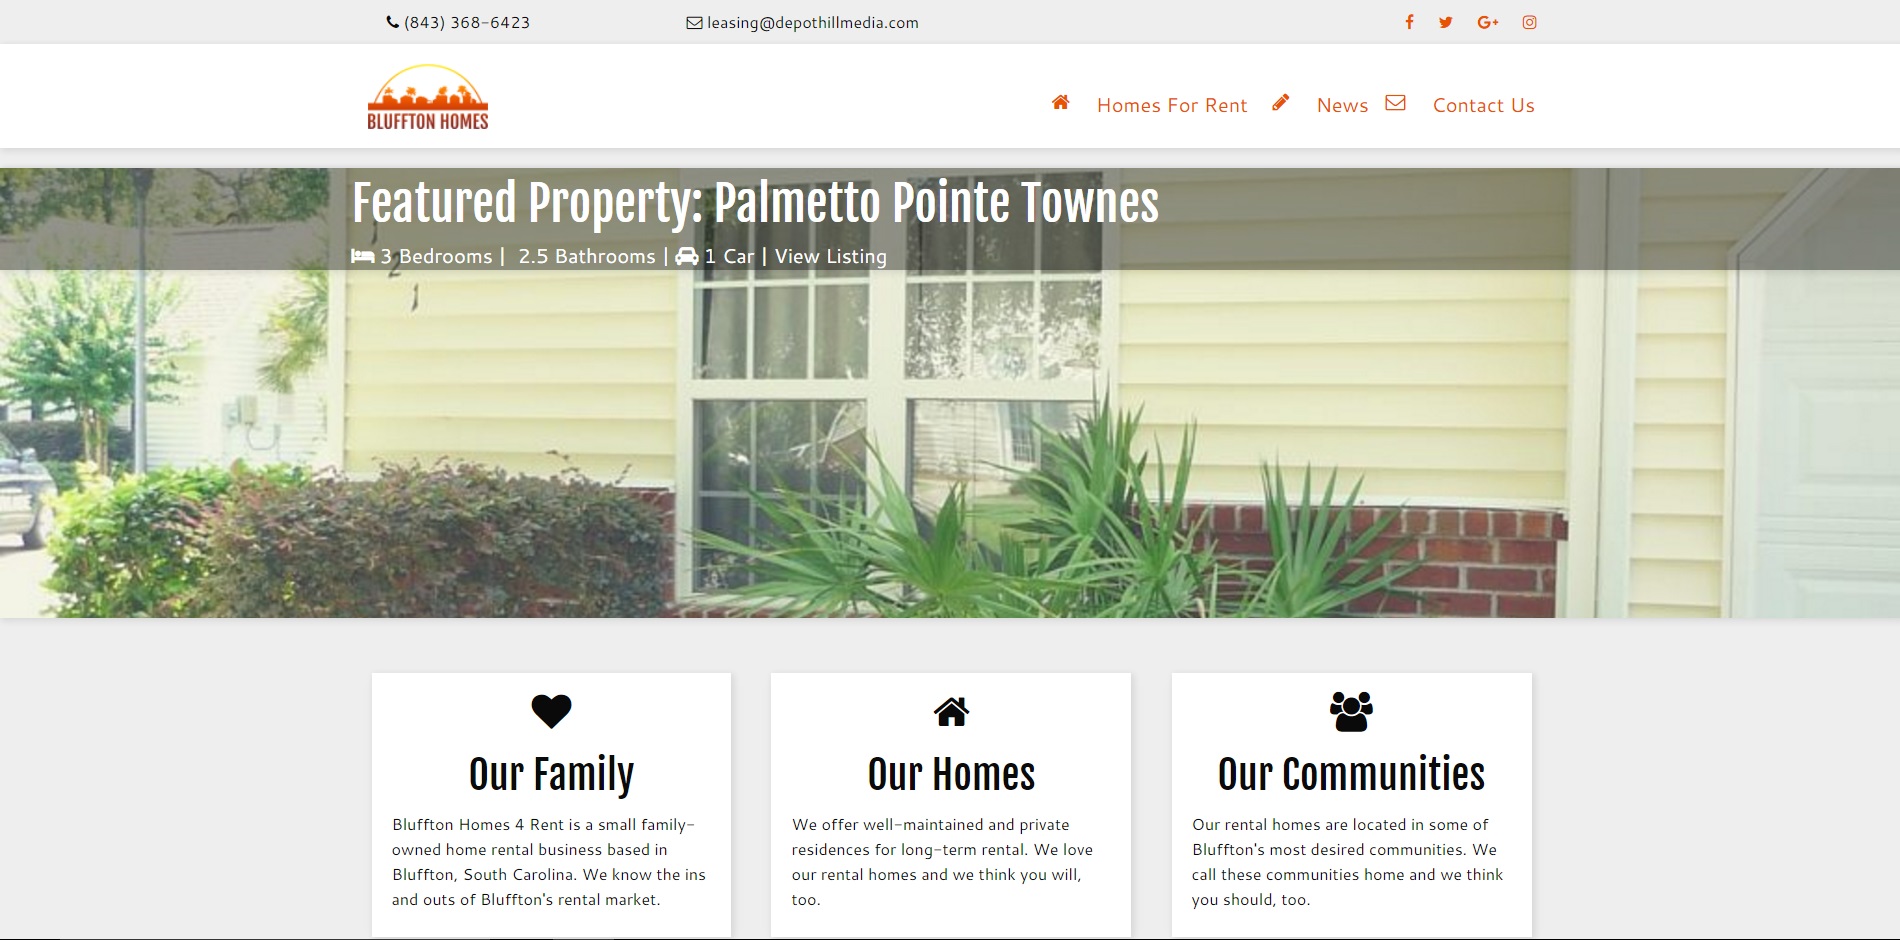 (843) 368-6423
leasing@depothillmedia.com
BLUFFTON HOMES
Homes For Rent
News
Contact Us
Featured Property: Palmetto Pointe Townes
3 Bedrooms | 2.5 Bathrooms | 1 Car | View Listing
2
1
Our Family
Bluffton Homes 4 Rent is a small family-
owned home rental business based in
Bluffton, South Carolina. We know the ins
and outs of Bluffton's rental market.
Our Homes
We offer well-maintained and private
residences for long-term rental. We love
our rental homes and we think you will,
too.
Our Communities
Our rental homes are located in some of
Bluffton's most desired communities. We
call these communities home and we think
you should, too.